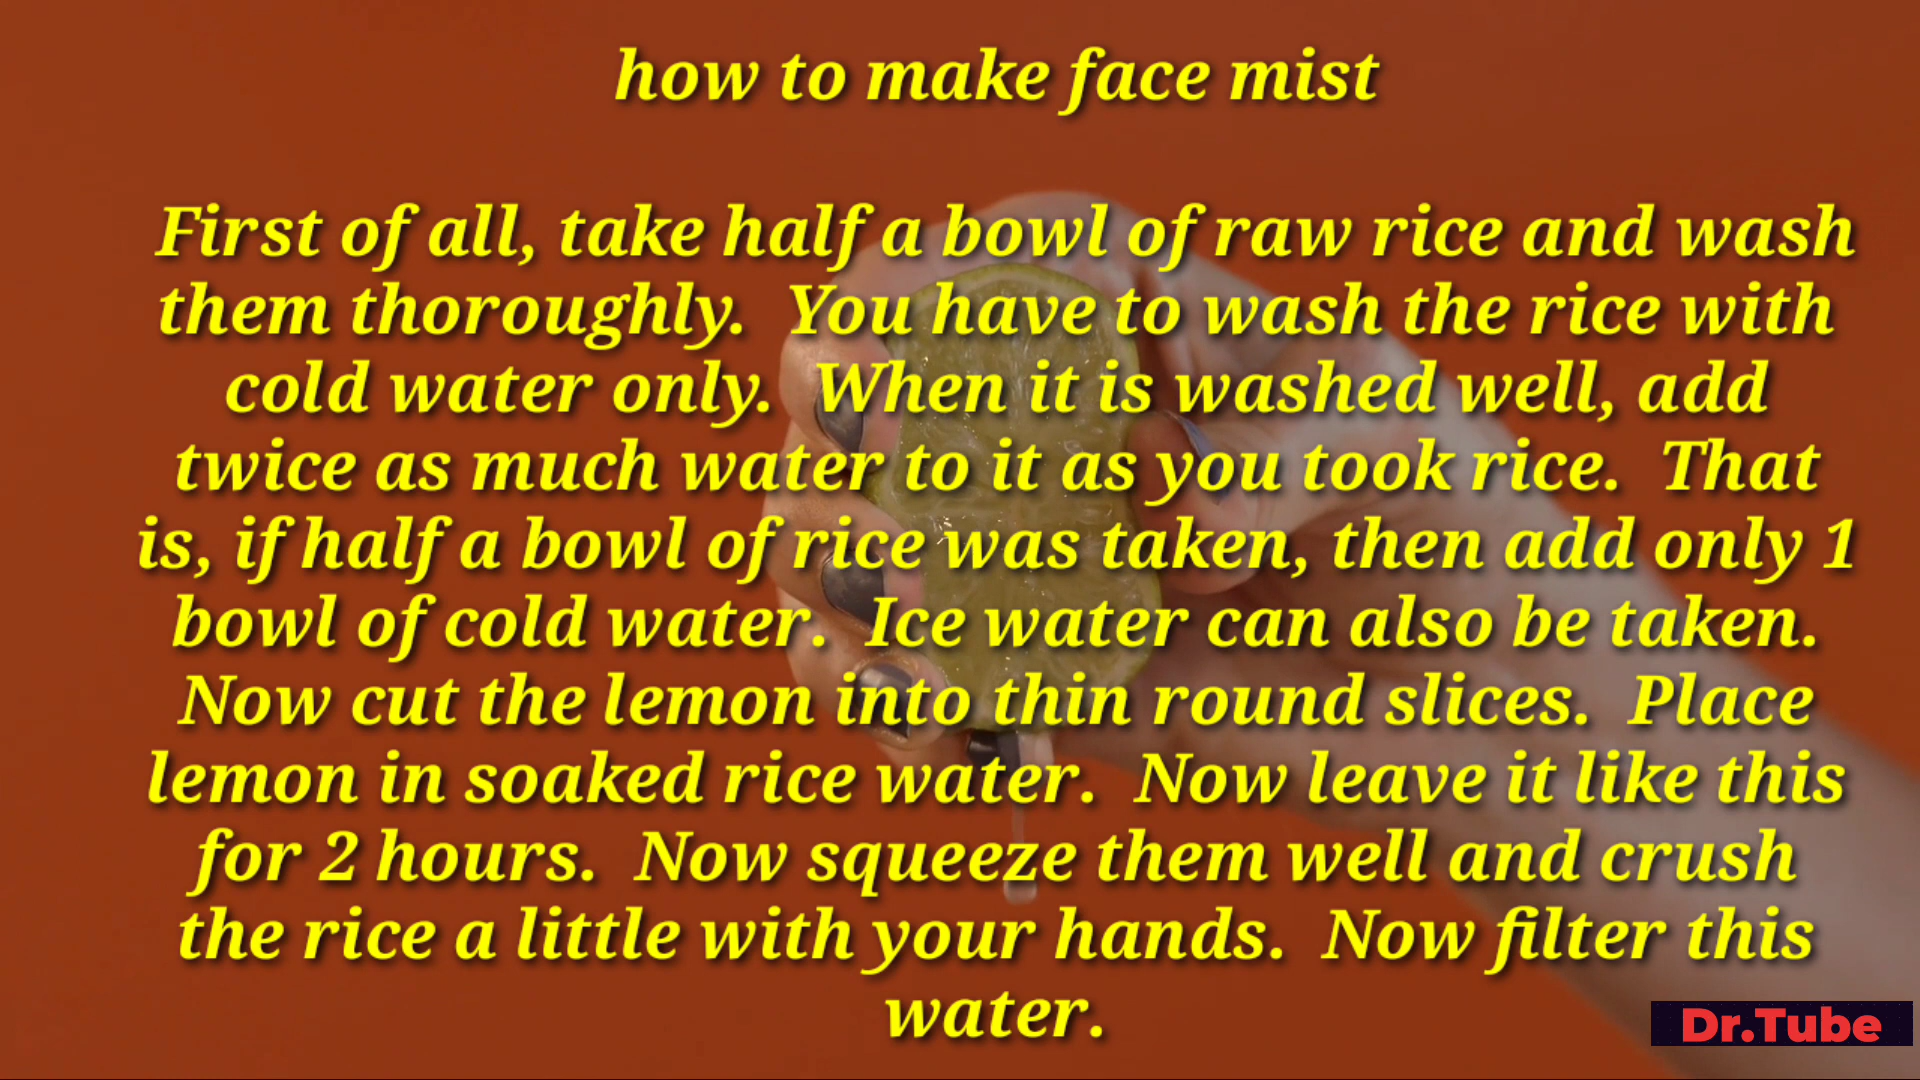 how to make face mist
First of all, take half a bowl of raw rice and wash
them thoroughly.  You have to wash the rice with
cold water only.  When it is washed well, add
twice as much water to it as you took rice.  That
is, if half a bowl of rice was taken, then add only 1
bowl of cold water.  Ice water can also be taken.
Now cut the lemon into thin round slices.  Place
lemon in soaked rice water.  Now leave it like this
for 2 hours.  Now squeeze them well and crush
the rice a little with your hands.  Now filter this
water.
Dr.Tube